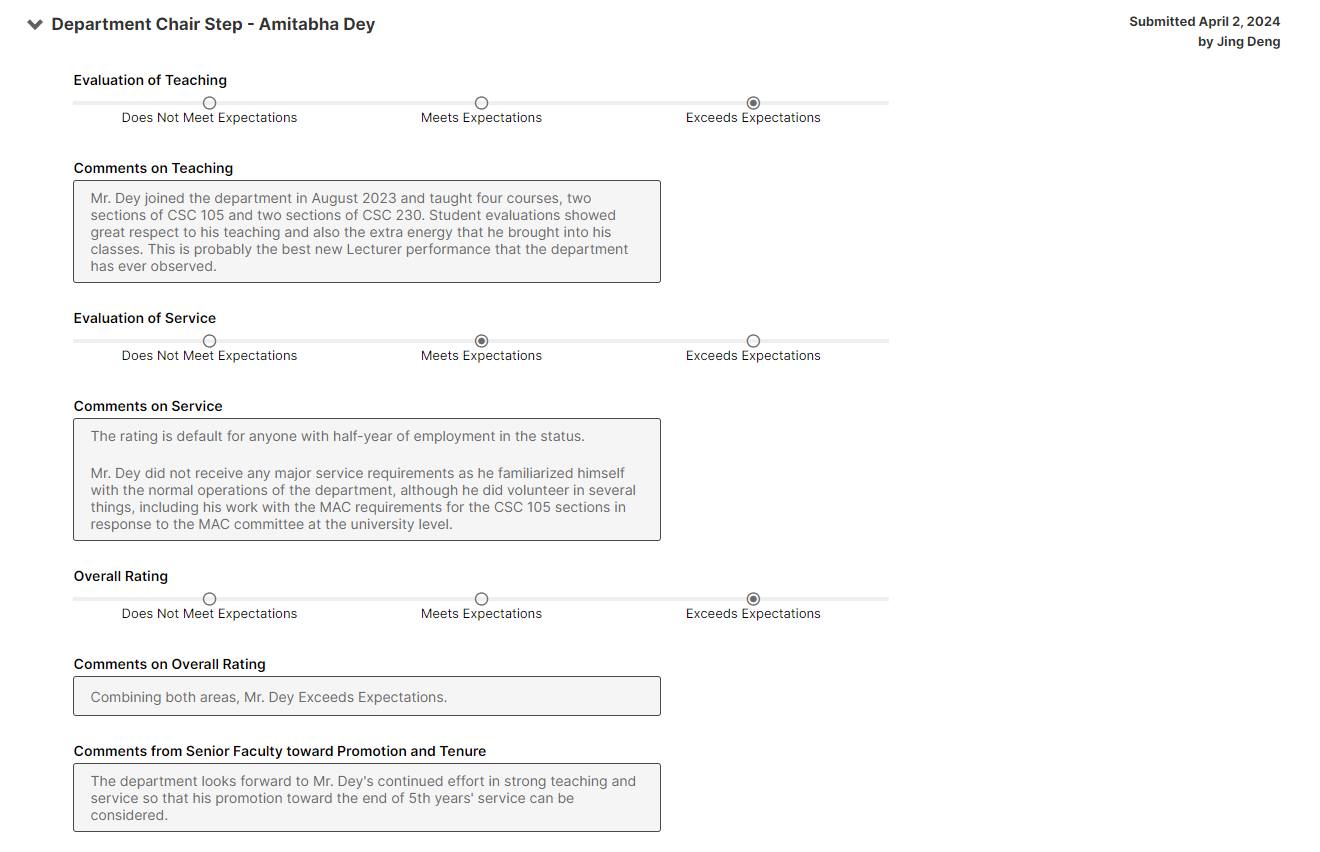 Department Chair Step - Amitabha Dey
Submitted April 2, 2024
by Jing Deng
Evaluation of Teaching
Does Not Meet Expectations
Meets Expectations
Exceeds Expectations
Comments on Teaching
Mr. Dey joined the department in August 2023 and taught four courses, two
sections of CSC 105 and two sections of CSC 230. Student evaluations showed
great respect to his teaching and also the extra energy that he brought into his
classes. This is probably the best new Lecturer performance that the department
has ever observed.
Evaluation of Service
Does Not Meet Expectations
Meets Expectations
Exceeds Expectations
Comments on Service
The rating is default for anyone with half-year of employment in the status.
Mr. Dey did not receive any major service requirements as he familiarized himself
with the normal operations of the department, although he did volunteer in several
things, including his work with the MAC requirements for the CSC 105 sections in
response to the MAC committee at the university level.
Overall Rating
Does Not Meet Expectations
Meets Expectations
Exceeds Expectations
Comments on Overall Rating
Combining both areas, Mr. Dey Exceeds Expectations.
Comments from Senior Faculty toward Promotion and Tenure
The department looks forward to Mr. Dey's continued effort in strong teaching and
service so that his promotion toward the end of 5th years' service can be
considered.